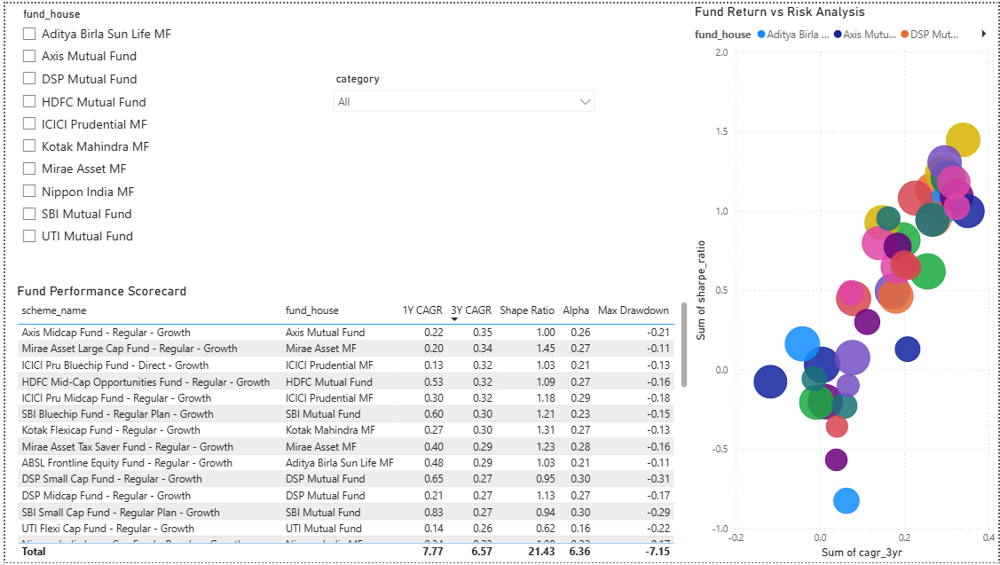 fund_house
Aditya Birla Sun Life MF
Axis Mutual Fund
DSP Mutual Fund
HDFC Mutual Fund
ICICI Prudential MF
Kotak Mahindra MF
Mirae Asset MF
Nippon India MF
SBI Mutual Fund
UTI Mutual Fund
category
All
Fund Performance Scorecard
scheme_name fund_house 1Y CAGR 3Y CAGR Shape Ratio Alpha Max Drawdown
Axis Midcap Fund - Regular - Growth Axis Mutual Fund 0.22 0.35 1.00 0.26 -0.21
Mirae Asset Large Cap Fund - Regular - Growth Mirae Asset MF 0.20 0.34 1.45 0.27 -0.11
ICICI Pru Bluechip Fund - Direct - Growth ICICI Prudential MF 0.13 0.32 1.03 0.21 -0.13
HDFC Mid-Cap Opportunities Fund - Regular - Growth HDFC Mutual Fund 0.53 0.32 1.09 0.27 -0.16
ICICI Pru Midcap Fund - Regular - Growth ICICI Prudential MF 0.30 0.32 1.18 0.29 -0.18
SBI Bluechip Fund - Regular Plan - Growth SBI Mutual Fund 0.60 0.30 1.21 0.23 -0.15
Kotak Flexicap Fund - Regular - Growth Kotak Mahindra MF 0.27 0.30 1.31 0.27 -0.13
Mirae Asset Tax Saver Fund - Regular - Growth Mirae Asset MF 0.40 0.29 1.23 0.28 -0.16
ABSL Frontline Equity Fund - Regular - Growth Aditya Birla Sun Life MF 0.48 0.29 1.03 0.21 -0.11
DSP Small Cap Fund - Regular - Growth DSP Mutual Fund 0.65 0.27 0.95 0.30 -0.31
DSP Midcap Fund - Regular - Growth DSP Mutual Fund 0.21 0.27 1.13 0.27 -0.17
SBI Small Cap Fund - Regular Plan - Growth SBI Mutual Fund 0.83 0.27 0.94 0.30 -0.29
UTI Flexi Cap Fund - Regular - Growth UTI Mutual Fund 0.14 0.26 0.62 0.16 -0.22
Total 7.77 6.57 21.43 6.36 -7.15
Fund Return vs Risk Analysis
fund_house Aditya Birla ... Axis Mutu... DSP Mut...
Sum of sharpe_ratio
2.0
1.5
1.0
0.5
0.0
-0.5
-1.0
-0.2 0.0 0.2 0.4
Sum of cagr_3yr